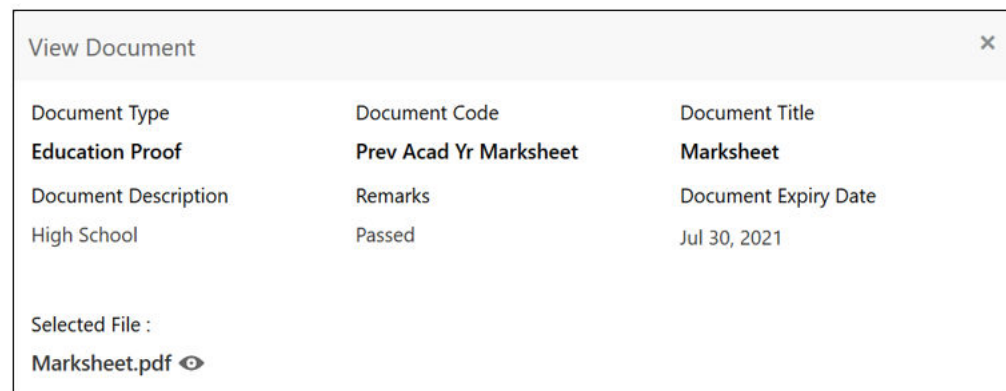 View Document
Document Type Document Code Document Title
Education Proof Prev Acad Yr Marksheet Marksheet
Document Description Remarks Document Expiry Date
High School Passed Jul 30, 2021
Selected File :
Marksheet.pdf